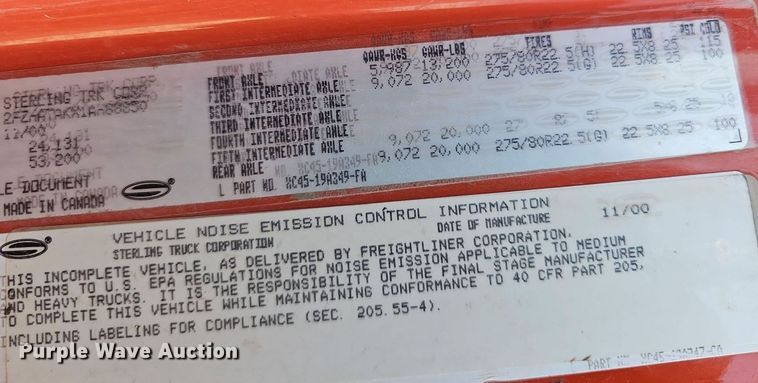 GAWR-KGS GAWR-LBS TIRES RIMS PSI COLD
STERLING TRK CORP.
FRONT AXLE 5,987 13,200 275/80R22.5(H) 22.5X8.25 115
FIRST INTERMEDIATE AXLE 9,072 20,000 275/80R22.5(G) 22.5X8.25 100
11/00
SECOND INTERMEDIATE AXLE
24,131
THIRD INTERMEDIATE AXLE
53,200
FOURTH INTERMEDIATE AXLE
FIFTH INTERMEDIATE AXLE
LE DOCUMENT
REAR AXLE 9,072 20,000 275/80R22.5(G) 22.5X8.25 100
MADE IN CANADA
L PART NO. XC45-19A349-FA
VEHICLE NOISE EMISSION CONTROL INFORMATION
STERLING TRUCK CORPORATION DATE OF MANUFACTURE 11/00
THIS INCOMPLETE VEHICLE, AS DELIVERED BY FREIGHTLINER CORPORATION,
CONFORMS TO U.S. EPA REGULATIONS FOR NOISE EMISSION APPLICABLE TO MEDIUM
AND HEAVY TRUCKS. IT IS THE RESPONSIBILITY OF THE FINAL STAGE MANUFACTURER
TO COMPLETE THIS VEHICLE WHILE MAINTAINING CONFORMANCE TO 40 CFR PART 205,
INCLUDING LABELING FOR COMPLIANCE (SEC. 205.55-4).
PART
Purple Wave Auction